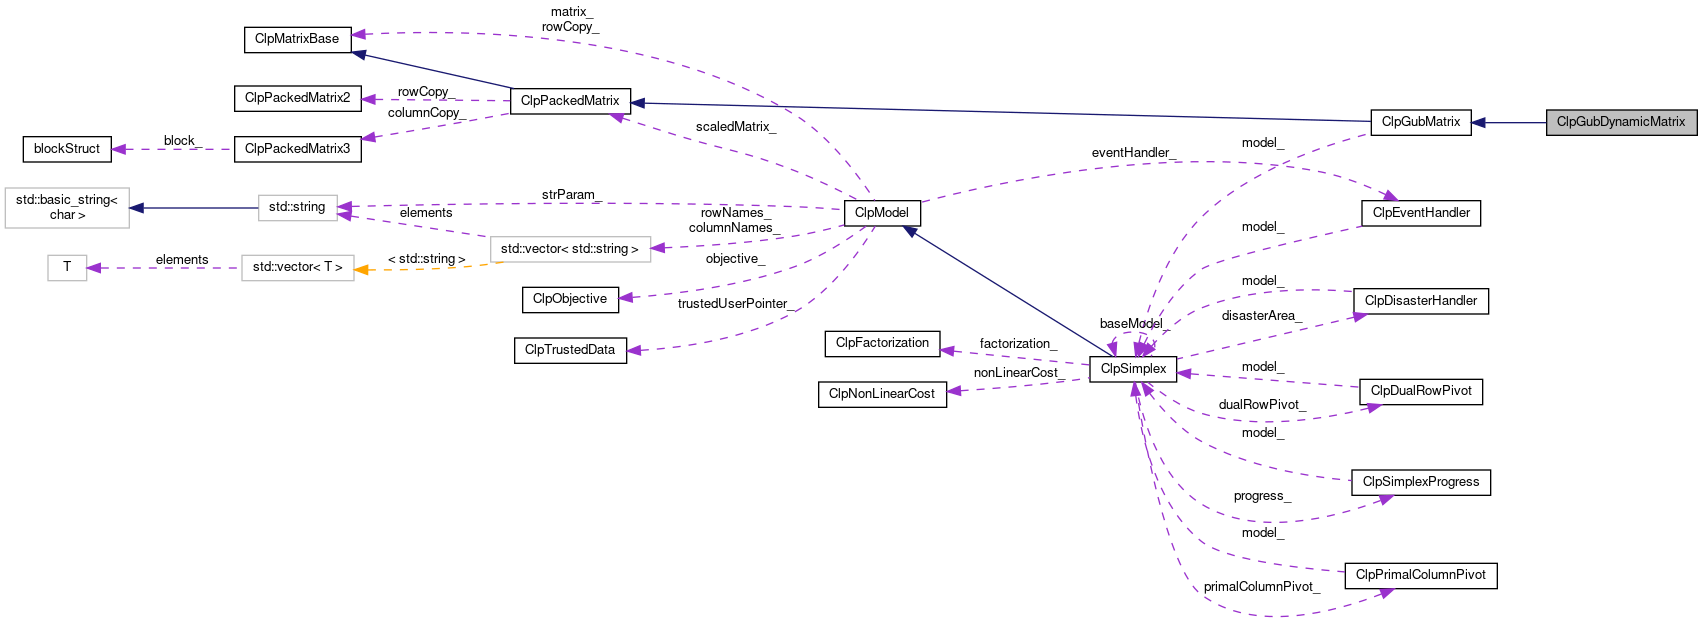 matrix_
rowCopy_
ClpMatrixBase
ClpPackedMatrix2
rowCopy_
ClpPackedMatrix
columnCopy_
blockStruct
block_
ClpPackedMatrix3
scaledMatrix_
ClpGubMatrix
ClpGubDynamicMatrix
model_
eventHandler_
std::basic_string<
char >
std::string
strParam_
elements
rowNames_
columnNames_
ClpModel
ClpEventHandler
model_
std::vector< std::string >
T
elements
std::vector< T >
< std::string >
objective_
ClpObjective
trustedUserPointer_
ClpTrustedData
model_
ClpDisasterHandler
disasterArea_
baseModel_
ClpFactorization
factorization_
ClpSimplex
nonLinearCost_
ClpNonLinearCost
model_
ClpDualRowPivot
dualRowPivot_
model_
ClpSimplexProgress
progress_
model_
ClpPrimalColumnPivot
primalColumnPivot_